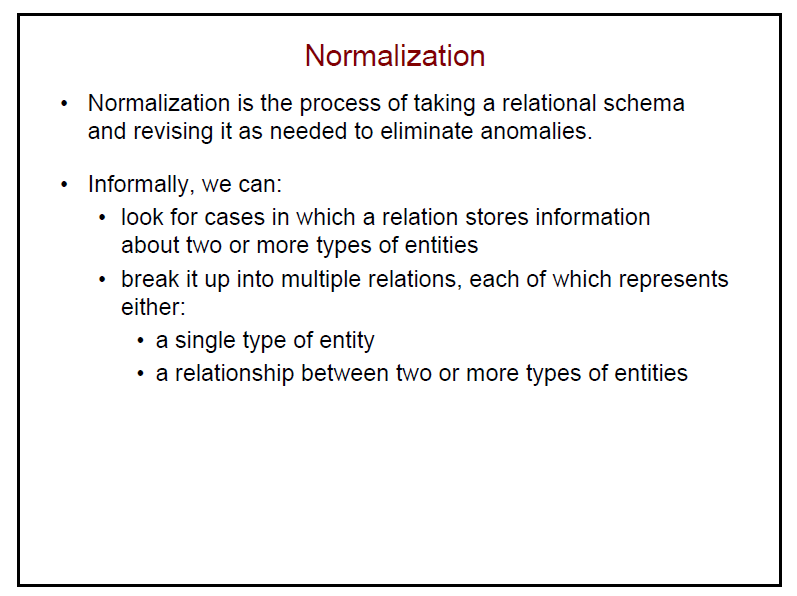 Normalization
• Normalization is the process of taking a relational schema
and revising it as needed to eliminate anomalies.
• Informally, we can:
• look for cases in which a relation stores information
about two or more types of entities
• break it up into multiple relations, each of which represents
either:
• a single type of entity
• a relationship between two or more types of entities